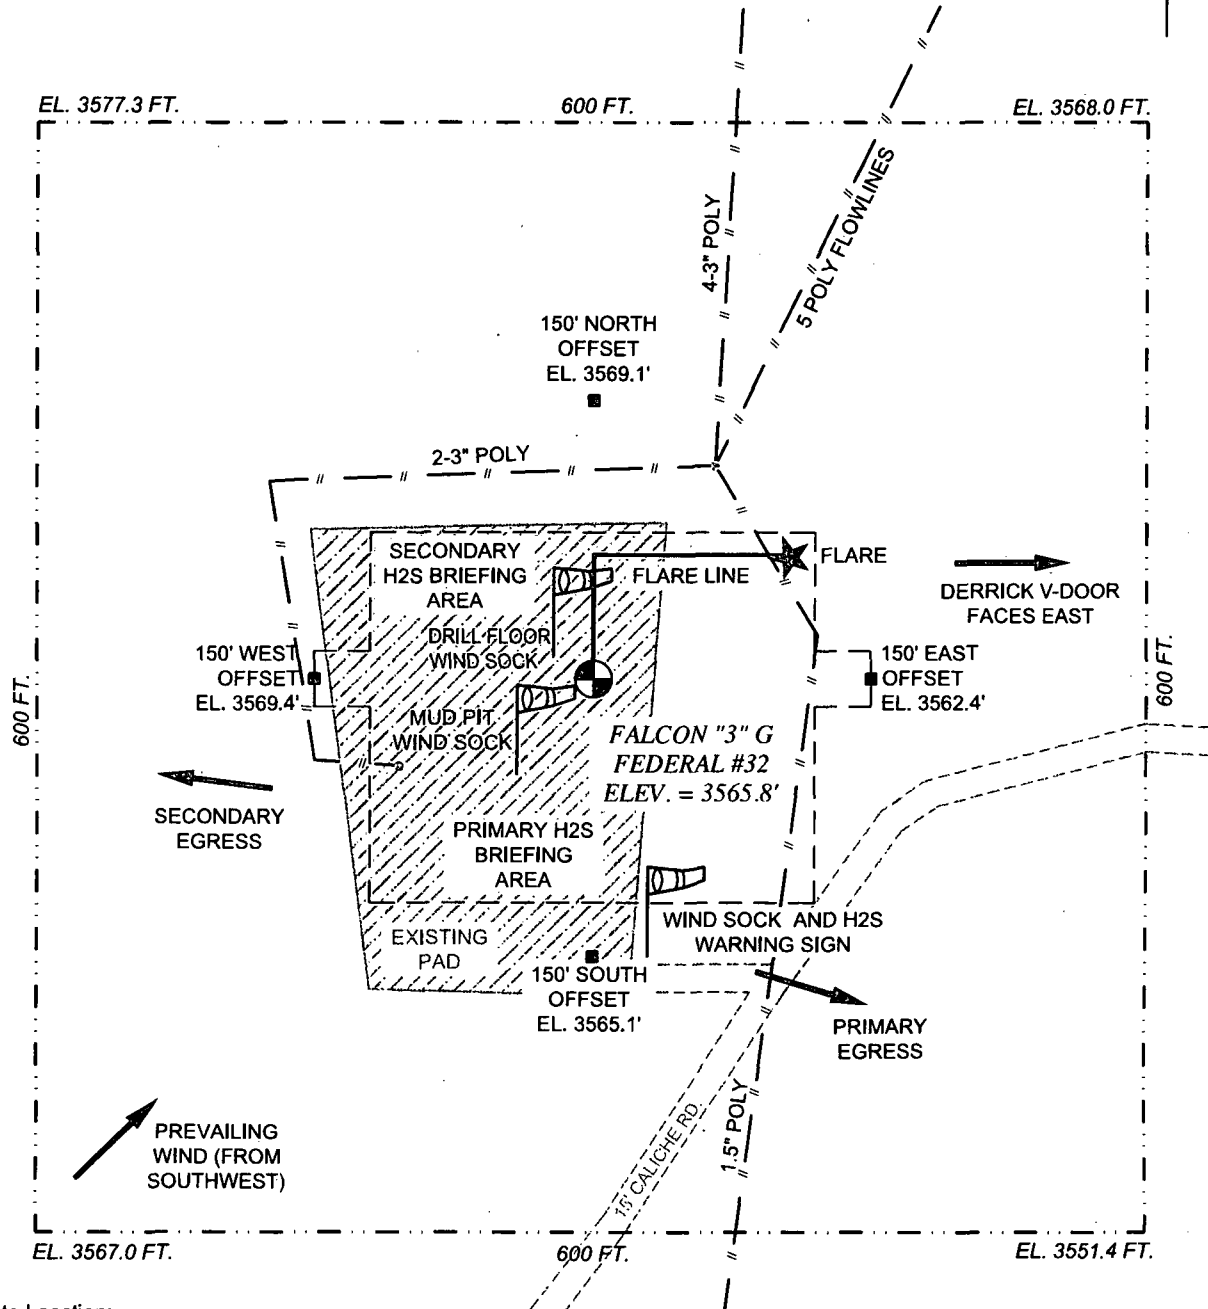 EL. 3577.3 FT.
600 FT.
EL. 3568.0 FT.
4-3" POLY
5 POLY FLOWLINES
150' NORTH
OFFSET
EL. 3569.1'
2-3" POLY
SECONDARY
H2S BRIEFING
AREA
FLARE LINE
FLARE
DERRICK V-DOOR
FACES EAST
DRILL FLOOR
WIND SOCK
150' WEST
OFFSET
EL. 3569.4'
150' EAST
OFFSET
EL. 3562.4'
600 FT.
600 FT.
MUD PIT
WIND SOCK
FALCON "3" G
FEDERAL #32
ELEV. = 3565.8'
SECONDARY
EGRESS
PRIMARY H2S
BRIEFING
AREA
WIND SOCK AND H2S
WARNING SIGN
EXISTING
PAD
150' SOUTH
OFFSET
EL. 3565.1'
PRIMARY
EGRESS
15' CALICHE RD.
1.5" POLY
PREVAILING
WIND (FROM
SOUTHWEST)
EL. 3567.0 FT.
600 FT.
EL. 3551.4 FT.